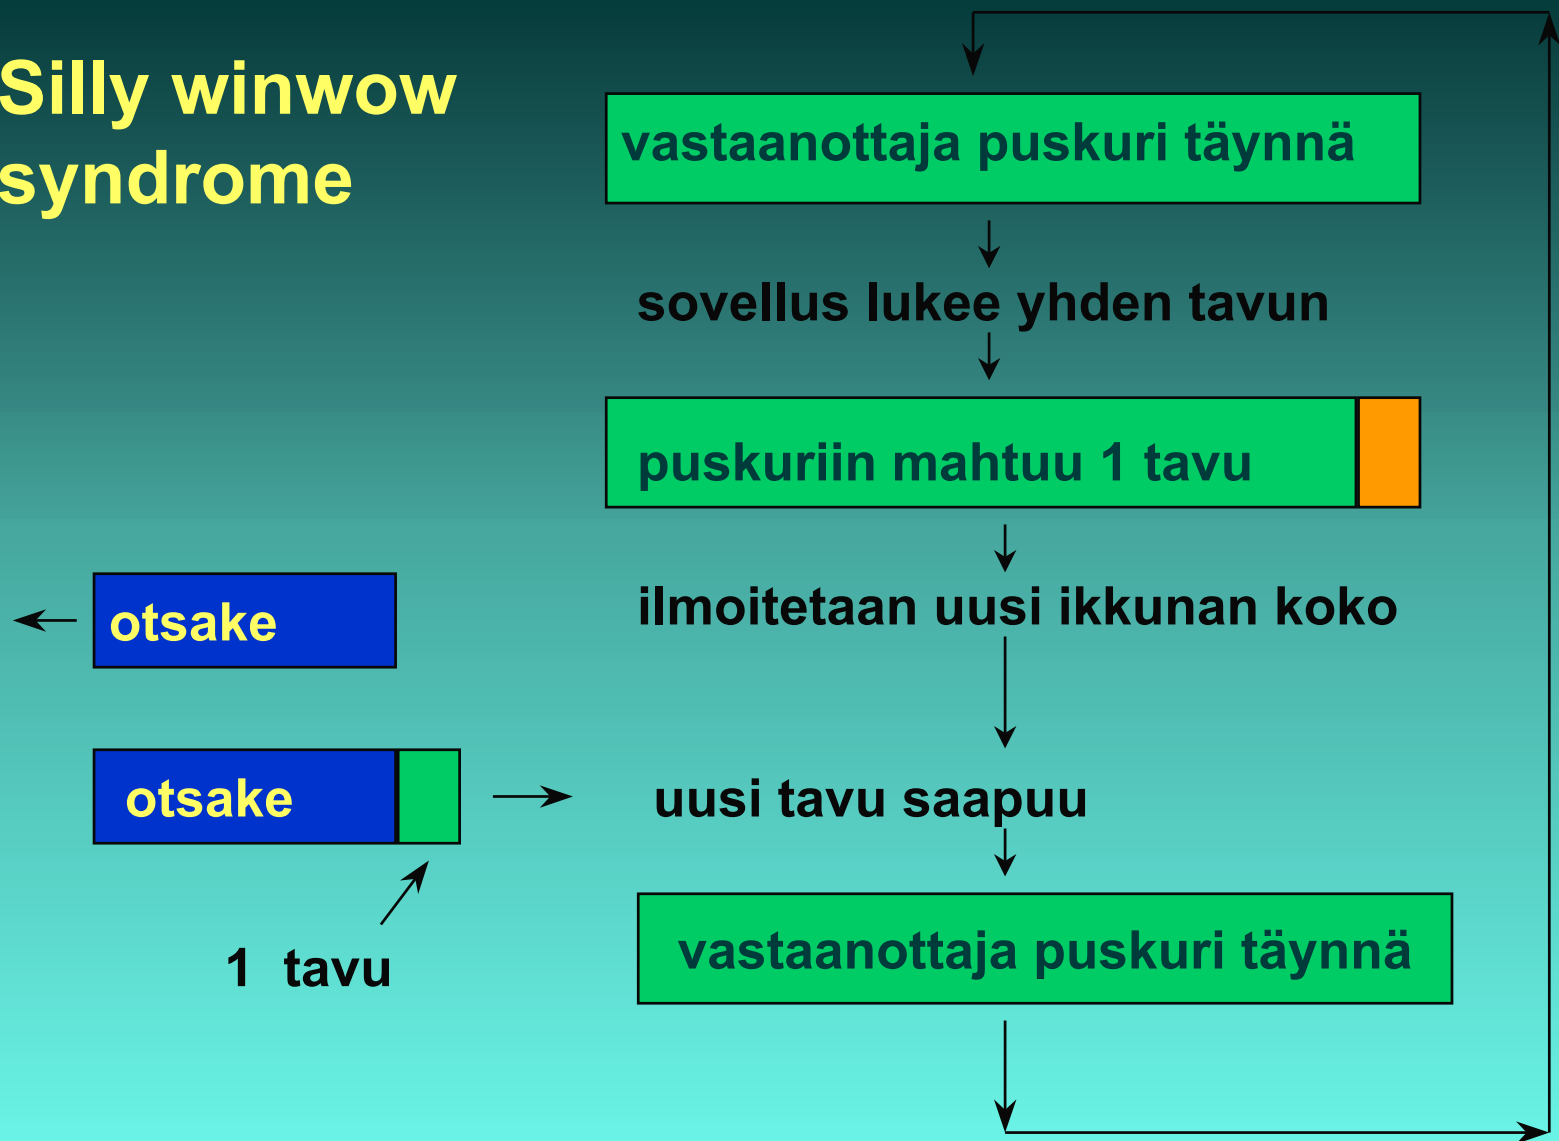 Silly winwow
syndrome
vastaanottaja puskuri täynnä
sovellus lukee yhden tavun
puskuriin mahtuu 1 tavu
ilmoitetaan uusi ikkunan koko
otsake
otsake
uusi tavu saapuu
1 tavu
vastaanottaja puskuri täynnä